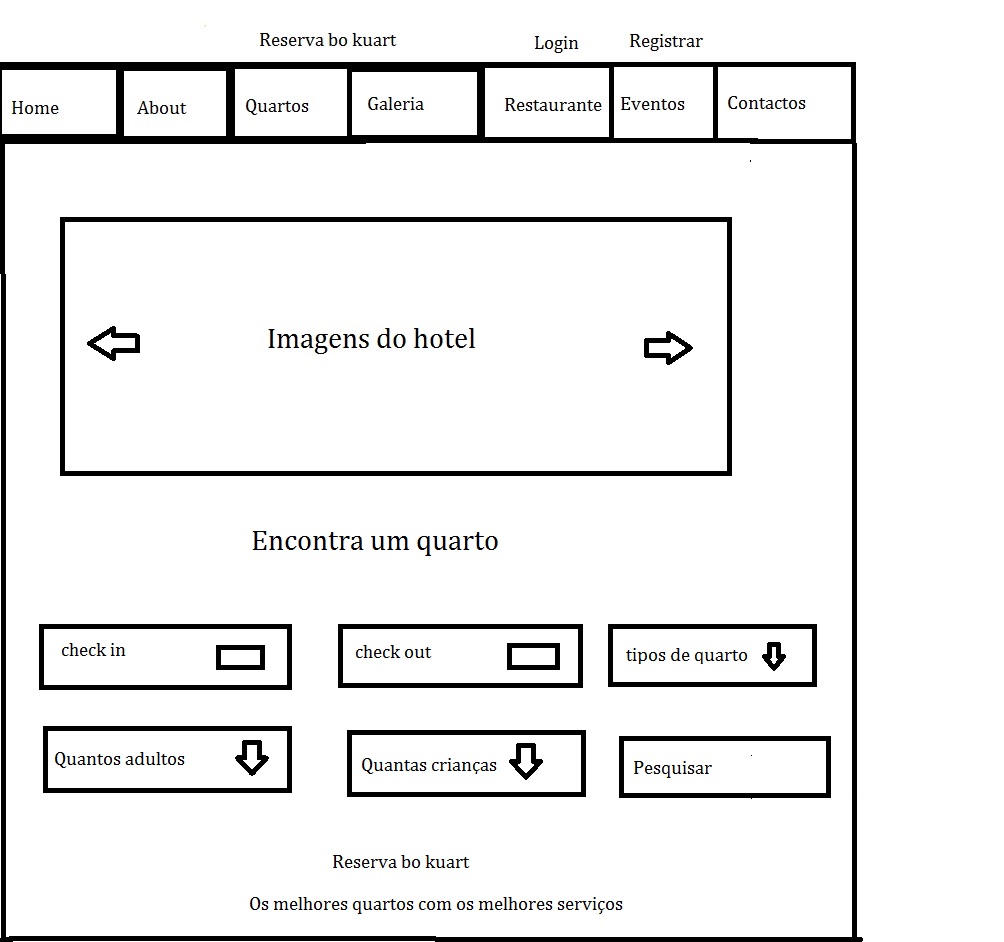 Reserva bo kuart
Login
Registrar
Home
About
Quartos
Galeria
Restaurante
Eventos
Contactos
Imagens do hotel
Encontra um quarto
check in
check out
tipos de quarto
Quantos adultos
Quantas crianças
Pesquisar
Reserva bo kuart
Os melhores quartos com os melhores serviços